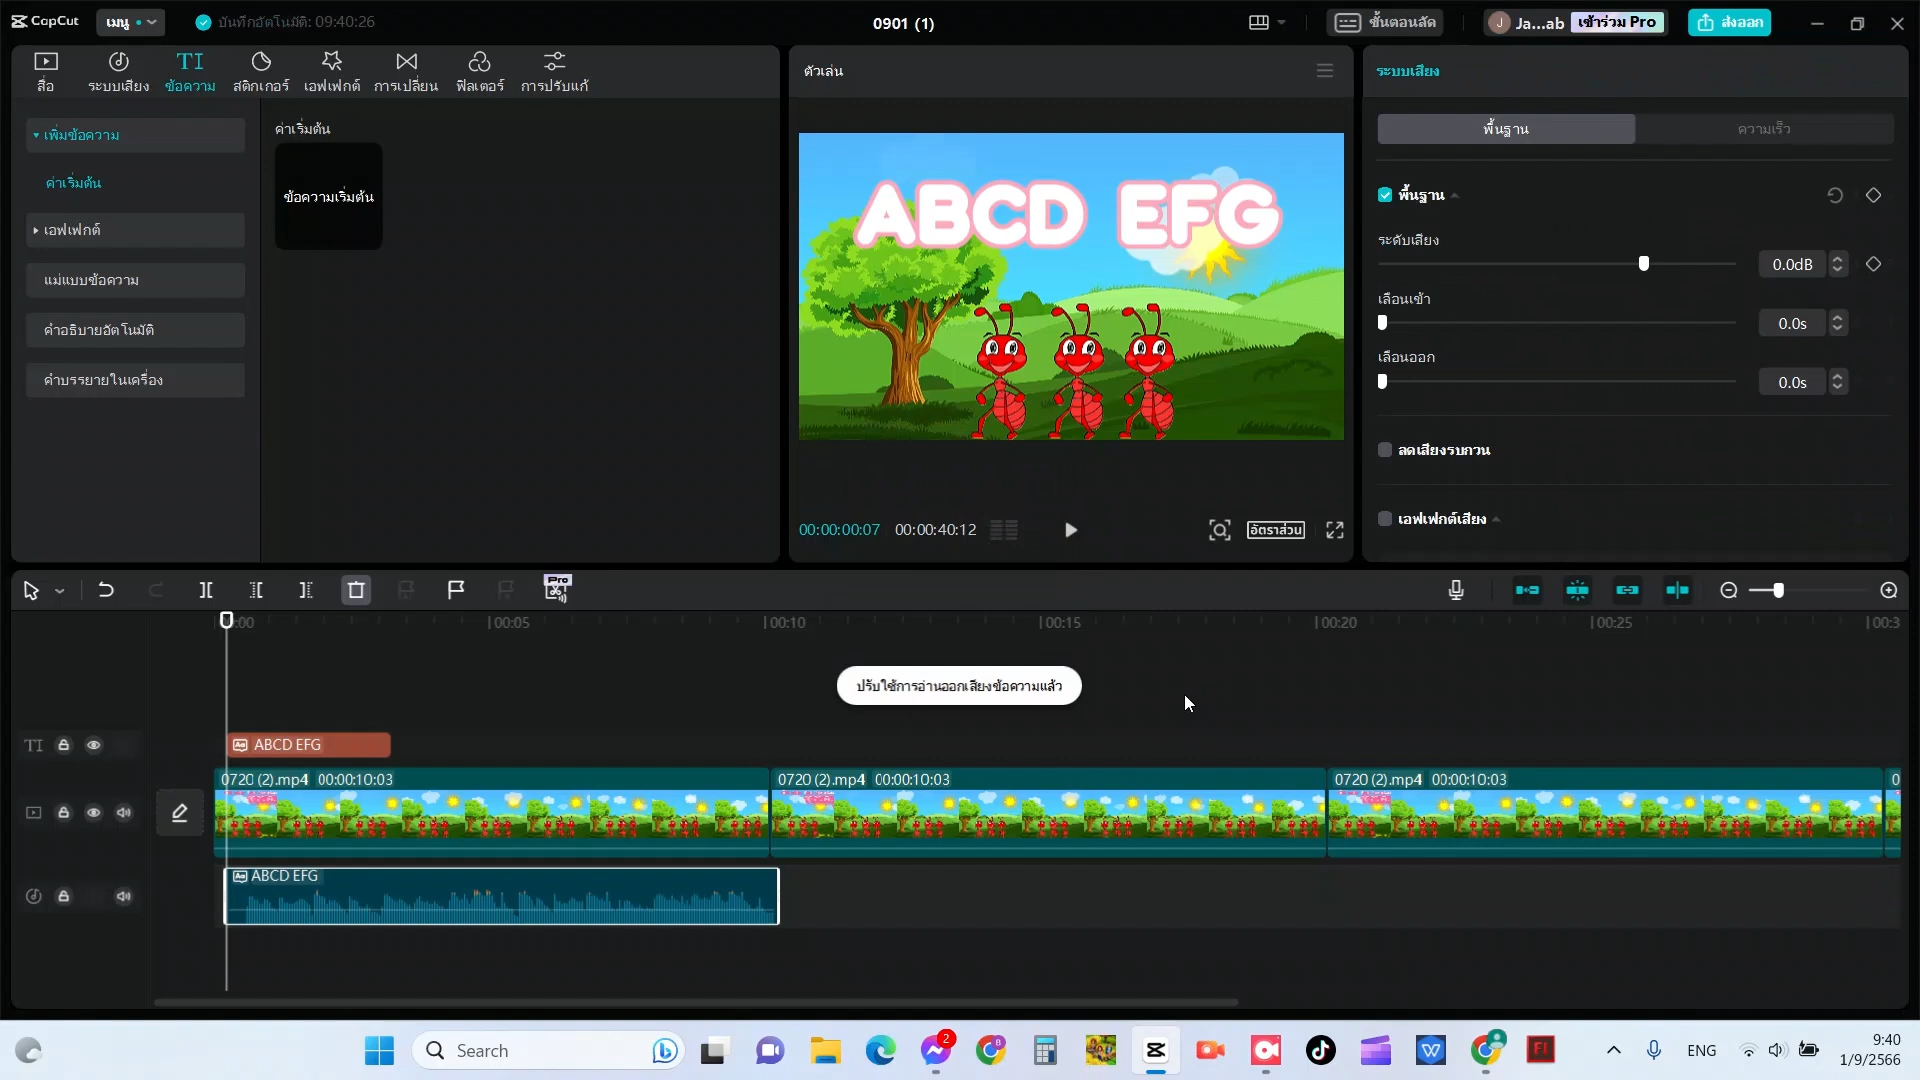 CapCut
เมนู
บันทึกอัตโนมัติ: 09:40:26
0901 (1)
ขั้นตอนลัด
J
Ja...ab
เข้าร่วม Pro
ส่งออก
สื่อ
ระบบเสียง
ข้อความ
สติกเกอร์
เอฟเฟกต์
การเปลี่ยน
ฟิลเตอร์
การปรับแก้
เพิ่มข้อความ
ค่าเริ่มต้น
เอฟเฟกต์
แม่แบบข้อความ
คำอธิบายอัตโนมัติ
คำบรรยายในเครื่อง
ค่าเริ่มต้น
ข้อความเริ่มต้น
ตัวเล่น
ABCD EFG
00:00:00:07 00:00:40:12
อัตราส่วน
ระบบเสียง
พื้นฐาน
ความเร็ว
พื้นฐาน
ระดับเสียง
0.0dB
เลือนเข้า
0.0s
เลือนออก
0.0s
ลดเสียงรบกวน
เอฟเฟกต์เสียง
Pro
:00
00:05
00:10
00:15
00:20
00:25
00:3
ปรับใช้การอ่านออกเสียงข้อความแล้ว
TI
ABCD EFG
0720 (2).mp4 00:00:10:03
0720 (2).mp4 00:00:10:03
0720 (2).mp4 00:00:10:03
0
ABCD EFG
Search
2
ENG
9:40
1/9/2566